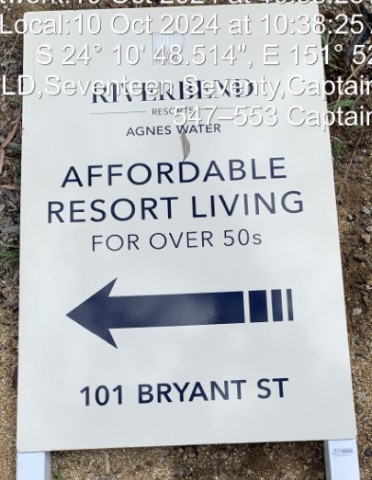 Local:10 Oct 2024 at 10:38:25
S 24° 10' 48.514", E 151° 52
LD,Seventeen Seventy,Captain
547–553 Captain
RIVERBEND
RESORTS
AGNES WATER
AFFORDABLE
RESORT LIVING
FOR OVER 50s
101 BRYANT ST